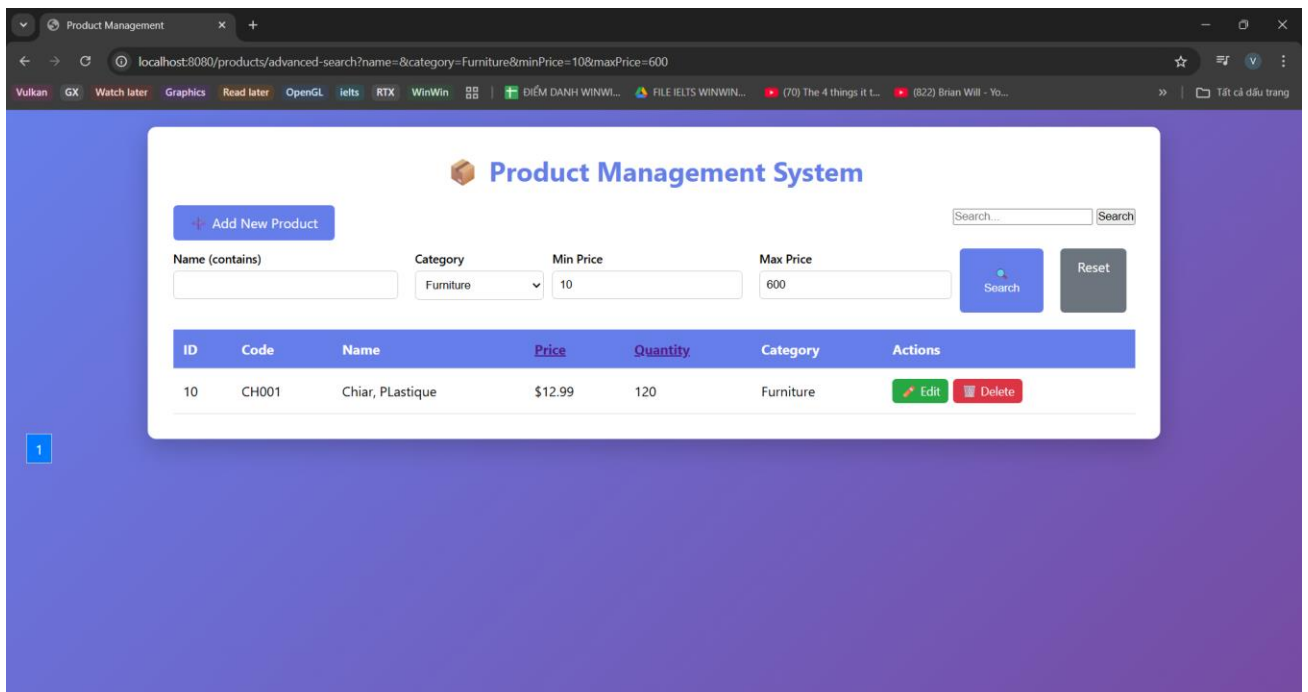 Product Management
localhost:8080/products/advanced-search?name=&category=Furniture&minPrice=10&maxPrice=600
V
Vulkan GX Watch later Graphics Read later OpenGL ielts RTX WinWin ĐIỂM DANH WINWI... FILE IELTS WINWIN... (70) The 4 things it t... (822) Brian Will - Yo... » Tất cả dấu trang
Product Management System
Add New Product
Search... Search
Name (contains) Category Min Price Max Price
Furniture 10 600 Search Reset
ID Code Name Price Quantity Category Actions
10 CH001 Chiar, PLastique $12.99 120 Furniture Edit Delete
1